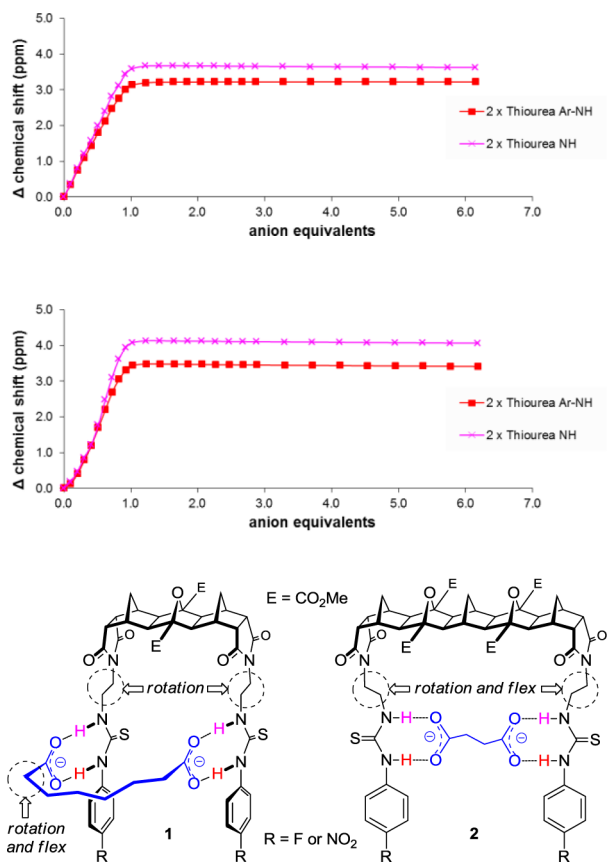 5.0
4.0
3.0
2.0
1.0
0.0
Δ chemical shift (ppm)
0.0 1.0 2.0 3.0 4.0 5.0 6.0 7.0
anion equivalents
2 x Thiourea Ar-NH
2 x Thiourea NH
5.0
4.0
3.0
2.0
1.0
0.0
Δ chemical shift (ppm)
0.0 1.0 2.0 3.0 4.0 5.0 6.0 7.0
anion equivalents
2 x Thiourea Ar-NH
2 x Thiourea NH
E O E = CO₂Me O E
E E E
O O O O
N N N N
O O O O
rotation rotation and flex
H N H N N H O O H N
O O S S
⊖ S ⊖ S ⊖ ⊖
O H N O H N N H O O H N
rotation
and flex
1 R = F or NO₂ 2
R R R R